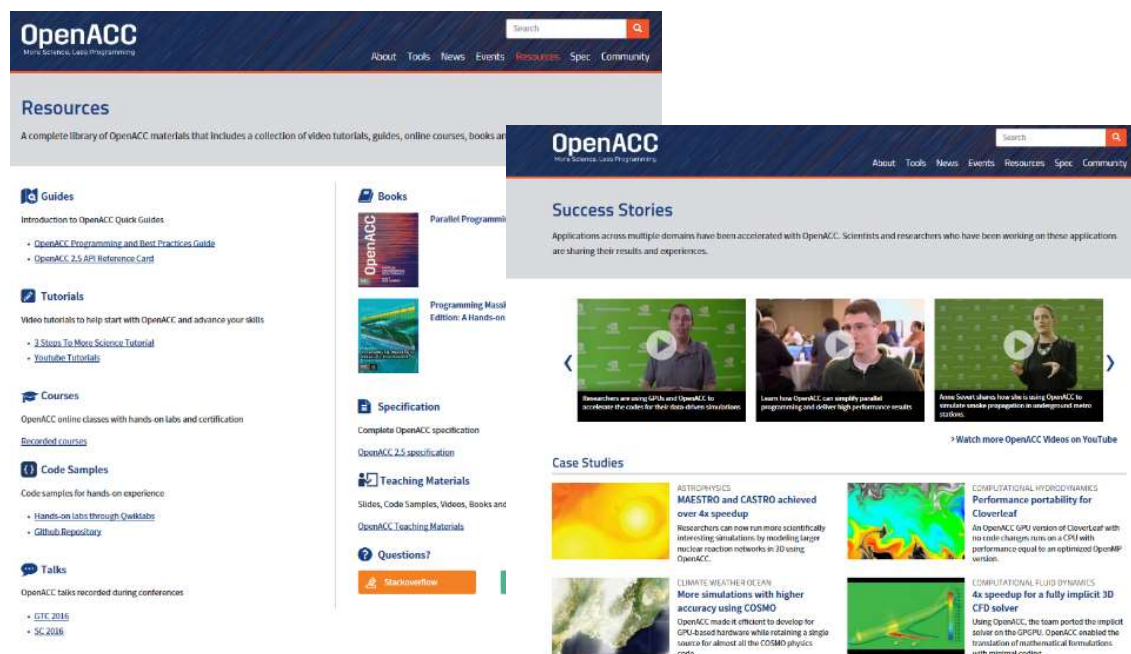 OpenACC
More Science, Less Programming
Search
About Tools News Events Resources Spec Community
Resources
A complete library of OpenACC materials that includes a collection of video tutorials, guides, online courses, books
Guides
Introduction to OpenACC Quick Guides
OpenACC Programming and Best Practices Guide
OpenACC 2.5 API Reference Card
Tutorials
Video tutorials to help start with OpenACC and advance your skills
3 Steps To More Science Tutorial
Youtube Tutorials
Courses
OpenACC online classes with hands-on labs and certification
Recorded courses
Code Samples
Code samples for hands-on experience
Hands-on labs through Qwiklabs
Github Repository
Talks
OpenACC talks recorded during conferences
GTC 2016
SC 2016
Books
OpenACC
Parallel
Programming
Edition: A Hands-on
Specification
Complete OpenACC specification
OpenACC 2.5 specification
Teaching Materials
Slides, Code Samples, Videos, Books and
OpenACC Teaching Materials
Questions?
Stackoverflow
OpenACC
More Science, Less Programming
Search
About Tools News Events Resources Spec Community
Success Stories
Applications across multiple domains have been accelerated with OpenACC. Scientists and researchers who have been working on these applications
are sharing their results and experiences.
Researchers are using GPUs and OpenACC to
accelerate the codes for their data-driven simulations
Learn how OpenACC can simplify parallel
programming and deliver high performance results
Anne Severt shares how she is using OpenACC to
simulate smoke propagation in underground metro
stations.
>Watch more OpenACC Videos on YouTube
Case Studies
ASTROPHYSICS
MAESTRO and CASTRO achieved
over 4x speedup
Researchers can now run more scientifically
interesting simulations by modeling larger
nuclear reaction networks in 3D using
OpenACC.
COMPUTATIONAL HYDRODYNAMICS
Performance portability for
Cloverleaf
An OpenACC GPU version of CloverLeaf with
no code changes runs on a CPU with
performance equal to an optimized OpenMP
version.
CLIMATE WEATHER OCEAN
More simulations with higher
accuracy using COSMO
OpenACC made it efficient to develop for
GPU-based hardware while retaining a single
source for almost all the COSMO physics
code.
COMPUTATIONAL FLUID DYNAMICS
4x speedup for a fully implicit 3D
CFD solver
Using OpenACC, the team ported the implicit
solver on the GPGPU. OpenACC enabled the
translation of mathematical formulations
with minimal coding